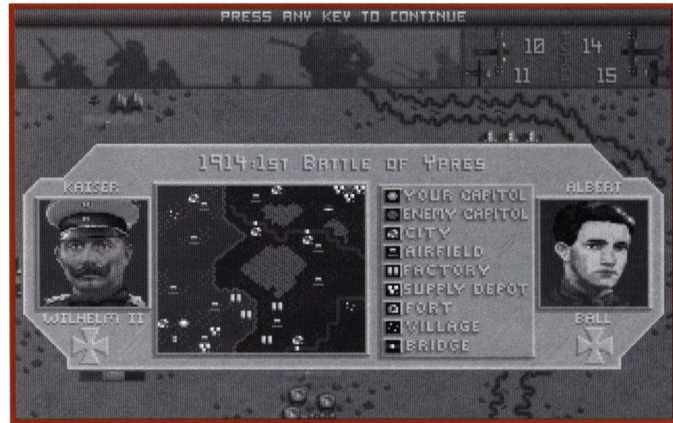 PRESS ANY KEY TO CONTINUE
10 14
11 15
1914:1ST BATTLE OF YPRES
KAISER
WILHELM II
YOUR CAPITOL
ENEMY CAPITOL
CITY
AIRFIELD
FACTORY
SUPPLY DEPOT
FORT
VILLAGE
BRIDGE
ALBERT
BALL